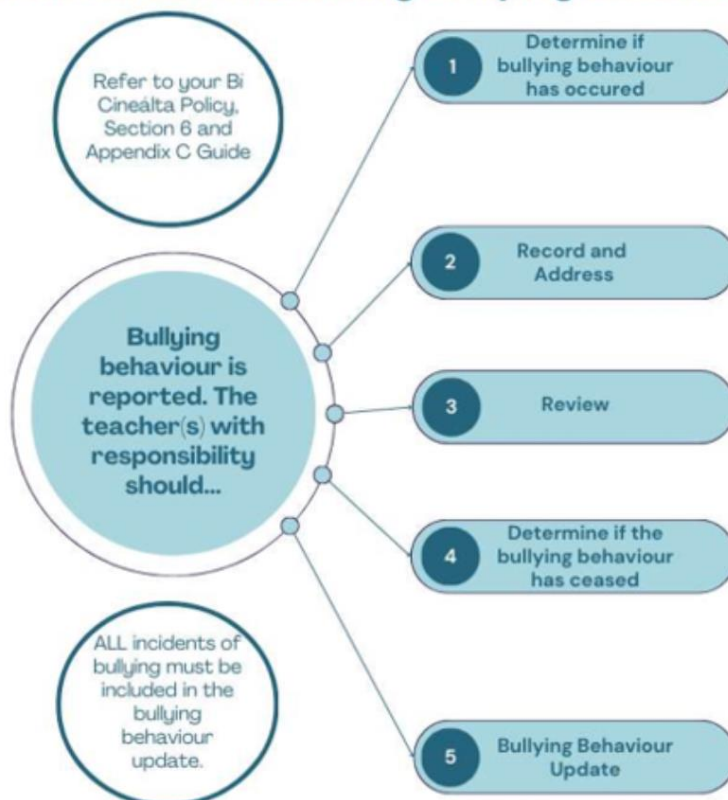 Refer to your Bí
Cineálta Policy,
Section 6 and
Appendix C Guide
Bullying
behaviour is
reported. The
teacher(s) with
responsibility
should...
ALL incidents of
bullying must be
included in the
bullying
behaviour
update.
1
Determine if
bullying behaviour
has occured
2
Record and
Address
3
Review
4
Determine if the
bullying behaviour
has ceased
5
Bullying Behaviour
Update